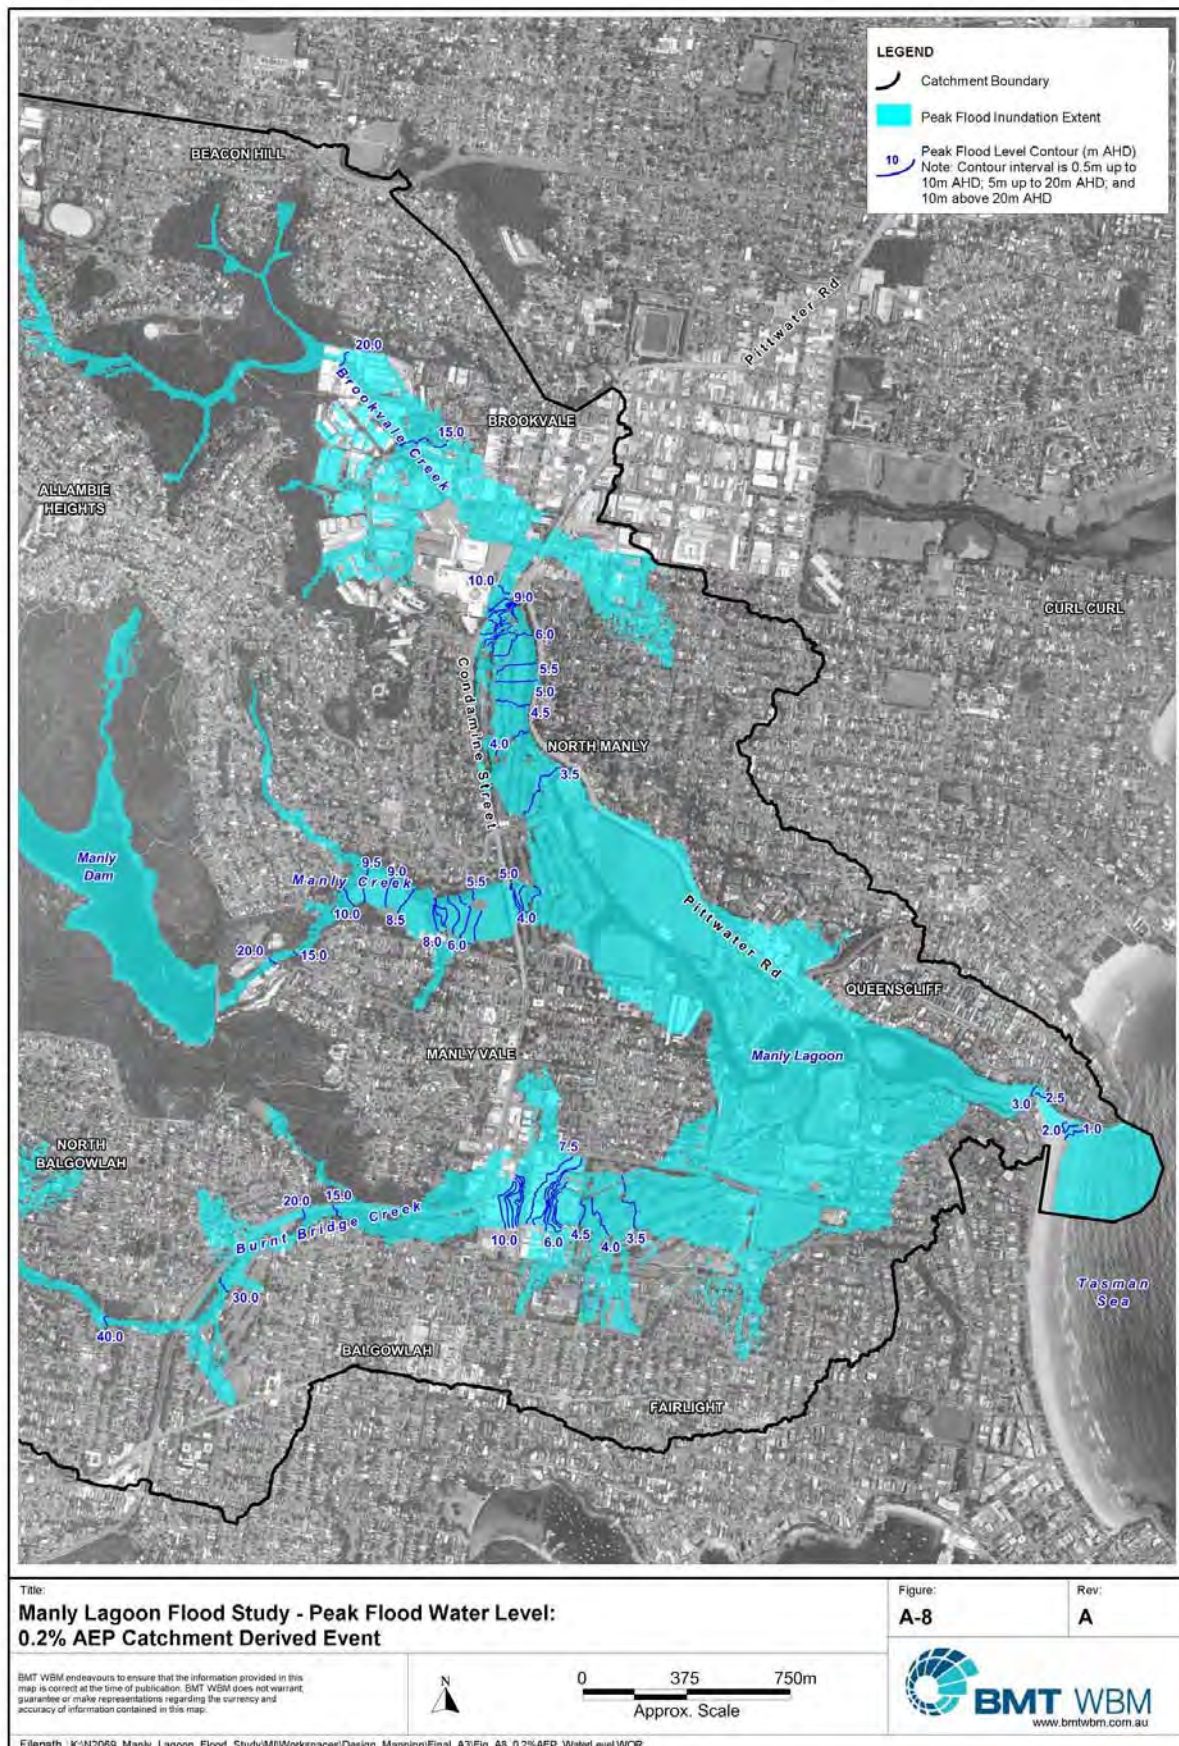 LEGEND
Catchment Boundary
Peak Flood Inundation Extent
10
Peak Flood Level Contour (m AHD)
Note: Contour interval is 0.5m up to
10m AHD; 5m up to 20m AHD; and
10m above 20m AHD
BEACON HILL
Pittwater Rd
20.0
Brookvale Creek
BROOKVALE
15.0
ALLAMBIE
HEIGHTS
10.0
9.0
CURL CURL
6.0
5.5
5.0
4.5
Condamine Street
4.0
NORTH MANLY
3.5
Manly
Dam
9.5
9.0
Manly Creek
5.5
5.0
10.0
8.5
4.0
8.0
6.0
20.0
15.0
Pittwater Rd
QUEENSCLIFF
MANLY VALE
Manly Lagoon
3.0
2.5
2.0
1.0
NORTH
BALGOWLAH
7.5
20.0
15.0
Burnt Bridge Creek
10.0
6.0
4.5
4.0
3.5
30.0
40.0
Tasman
Sea
BALGOWLAH
FAIRLIGHT
Title:
Manly Lagoon Flood Study - Peak Flood Water Level:
0.2% AEP Catchment Derived Event
Figure:
A-8
Rev:
A
BMT WBM endeavours to ensure that the information provided in this
map is correct at the time of publication. BMT WBM does not warrant,
guarantee or make representations regarding the currency and
accuracy of information contained in this map.
N
0 375 750m
Approx. Scale
BMT WBM
www.bmtwbm.com.au